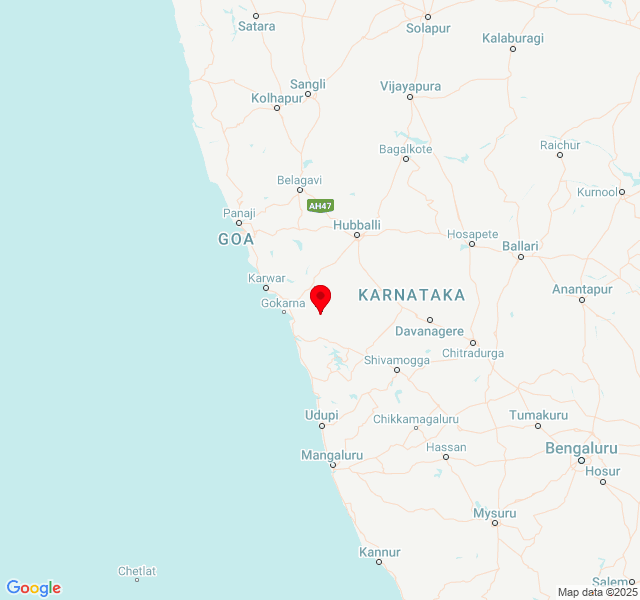 Satara
Solapur
Kalaburagi
Sangli
Vijayapura
Kolhapur
Bagalkote
Raichur
Belagavi
Kurnool
AH47
Panaji
Hubballi
GOA
Hosapete
Ballari
Karwar
KARNATAKA
Anantapur
Gokarna
Davanagere
Chitradurga
Shivamogga
Udupi
Chikkamagaluru
Tumakuru
Mangaluru
Hassan
Bengaluru
Hosur
Mysuru
Kannur
Chetlat
Salem
Google
Map data ©2025